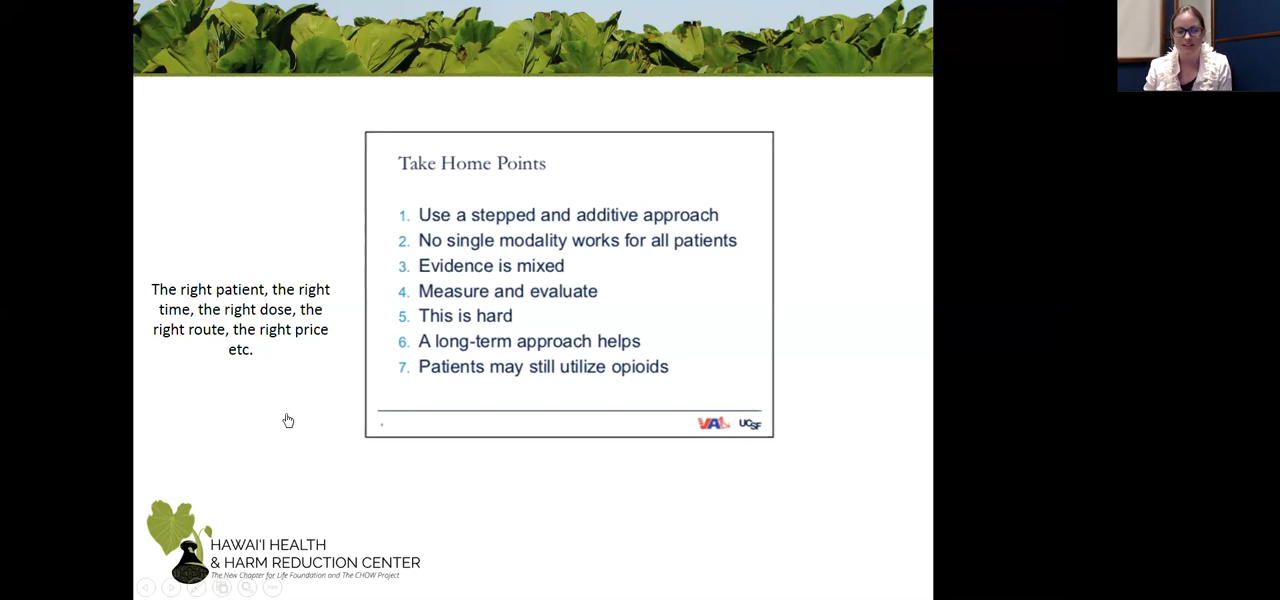 Take Home Points
1. Use a stepped and additive approach
2. No single modality works for all patients
3. Evidence is mixed
4. Measure and evaluate
5. This is hard
6. A long-term approach helps
7. Patients may still utilize opioids
The right patient, the right
time, the right dose, the
right route, the right price
etc.
VA
UCSF
HAWAI'I HEALTH
& HARM REDUCTION CENTER
The New Chapter for Life Foundation and The CHOW Project